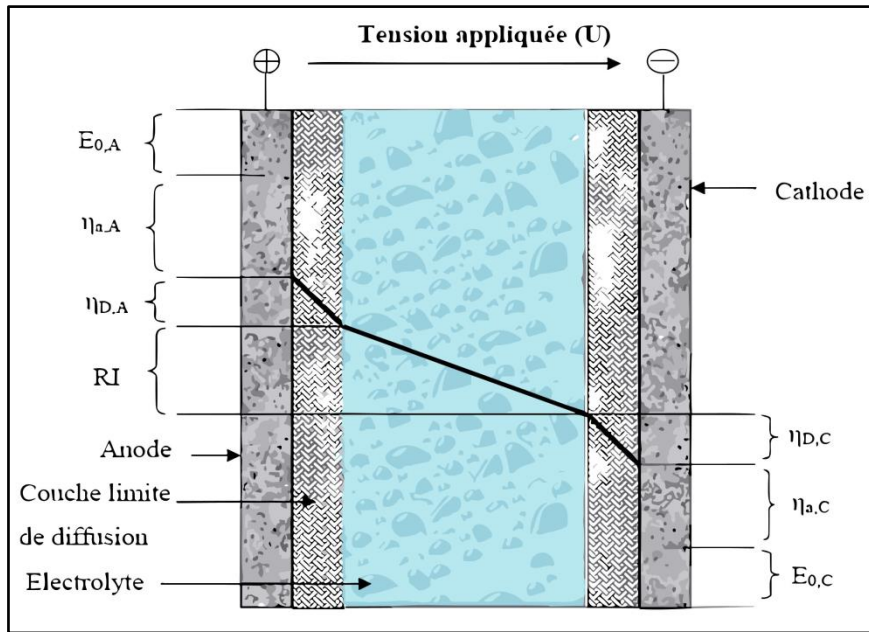 Tension appliquée (U)
+
−
E0,A
ηa,A
ηD,A
RI
Anode
Couche limite
de diffusion
Electrolyte
Cathode
ηD,C
ηa,C
E0,C